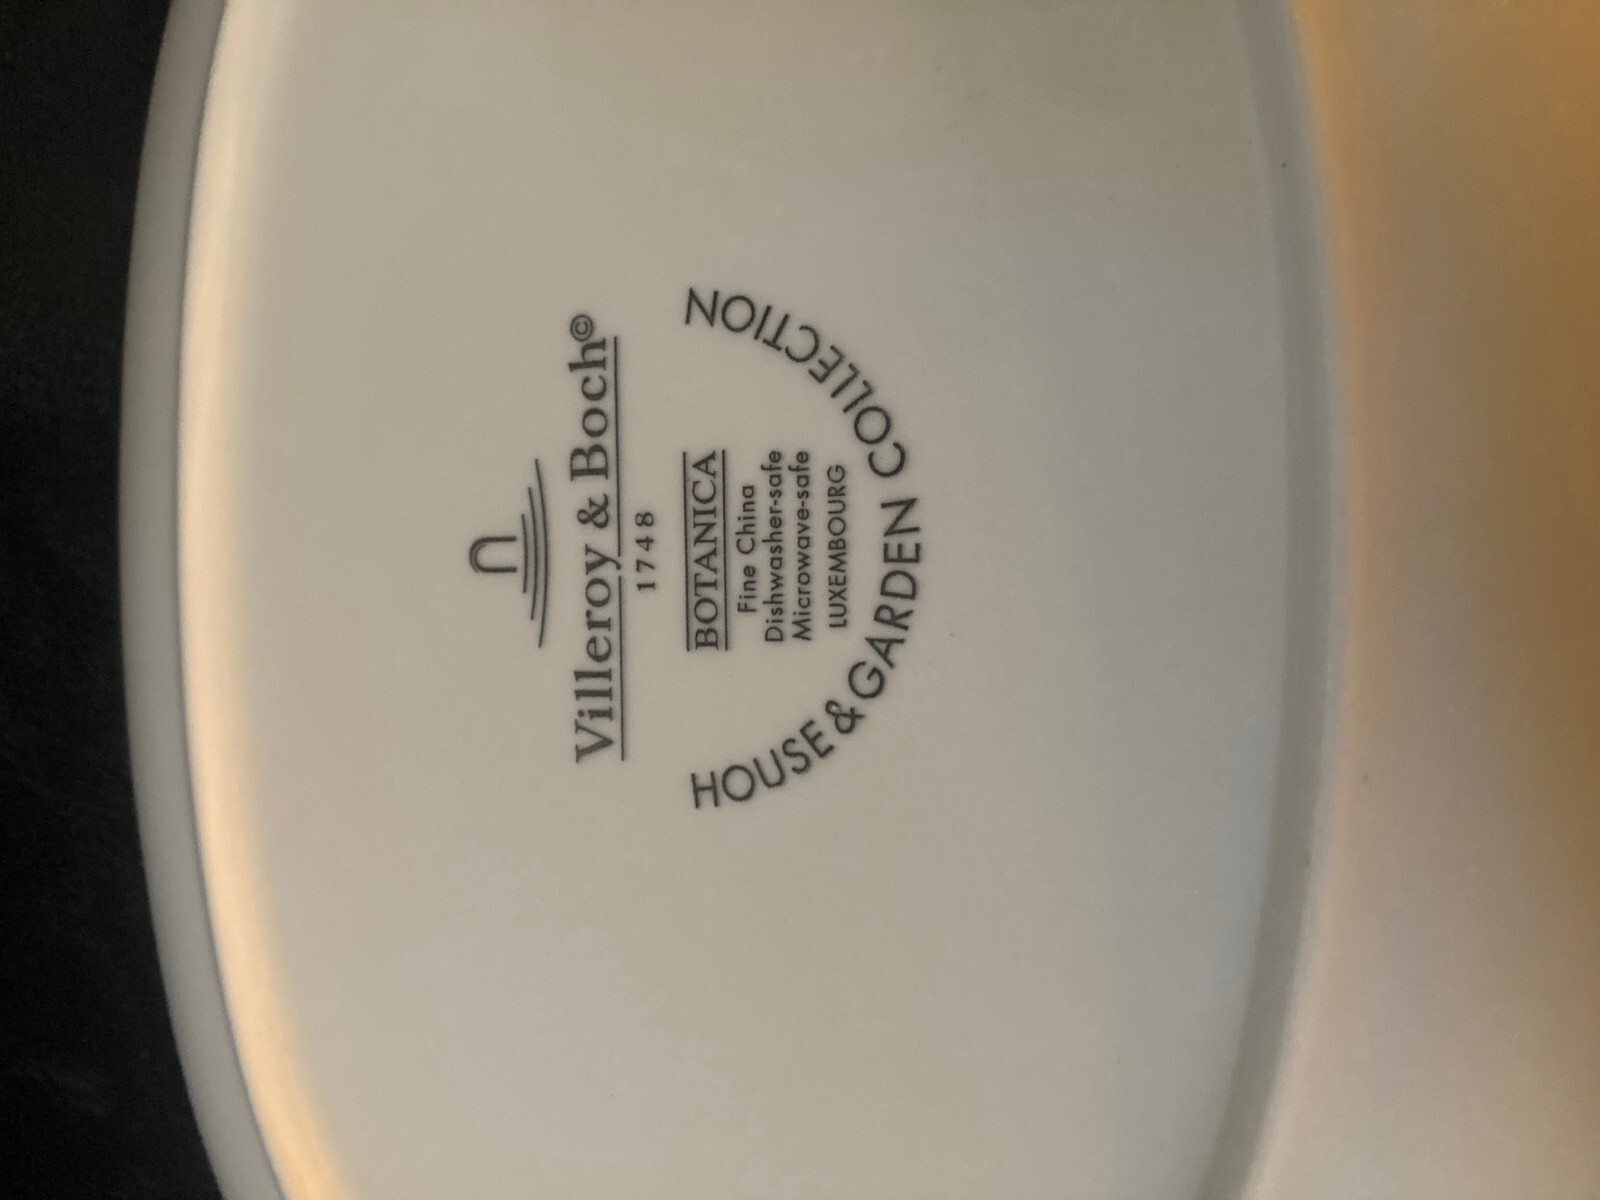 Villeroy & Boch©
1748
BOTANICA
Fine China
Dishwasher-safe
Microwave-safe
LUXEMBOURG
HOUSE & GARDEN COLLECTION